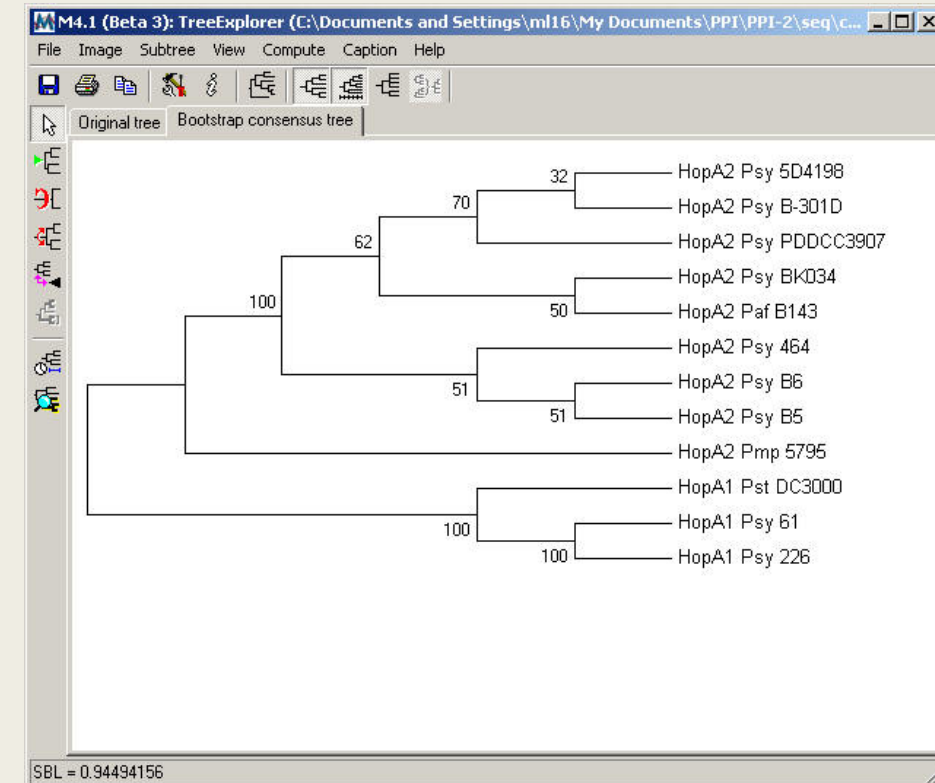 M4.1 (Beta 3): TreeExplorer (C:\Documents and Settings\ml16\My Documents\PPI\PPI-2\seq\c...
File Image Subtree View Compute Caption Help
Original tree Bootstrap consensus tree
32 HopA2 Psy 5D4198
70 HopA2 Psy B-301D
62 HopA2 Psy PDDCC3907
HopA2 Psy BK034
100 50 HopA2 Paf B143
HopA2 Psy 464
51 HopA2 Psy B6
51 HopA2 Psy B5
HopA2 Pmp 5795
HopA1 Pst DC3000
100 HopA1 Psy 61
100 HopA1 Psy 226
SBL = 0.94494156